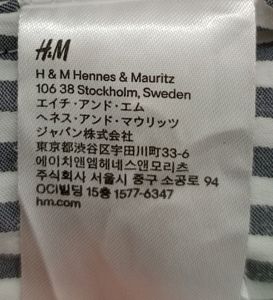 H&M
H & M Hennes & Mauritz
106 38 Stockholm, Sweden
エイチ・アンド・エム
ヘネス・アンド・マウリッツ
ジャパン株式会社
東京都渋谷区宇田川町33-6
에이치앤엠헤네스앤모리츠
주식회사 서울시 중구 소공로 94
OCI빌딩 15층 1577-6347
hm.com